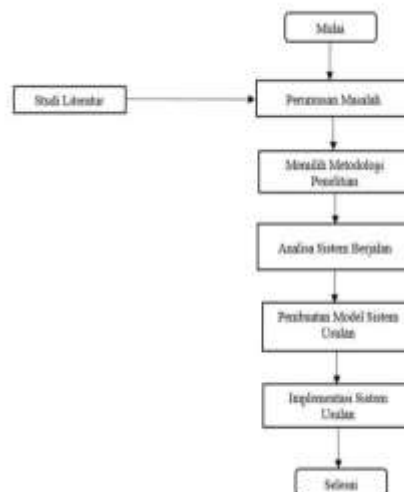 Mulai
Studi Literatur
Perumusan Masalah
Memilih Metodologi
Penelitian
Analisa Sistem Berjalan
Pembuatan Model Sistem
Usulan
Implementasi Sistem
Usulan
Selesai